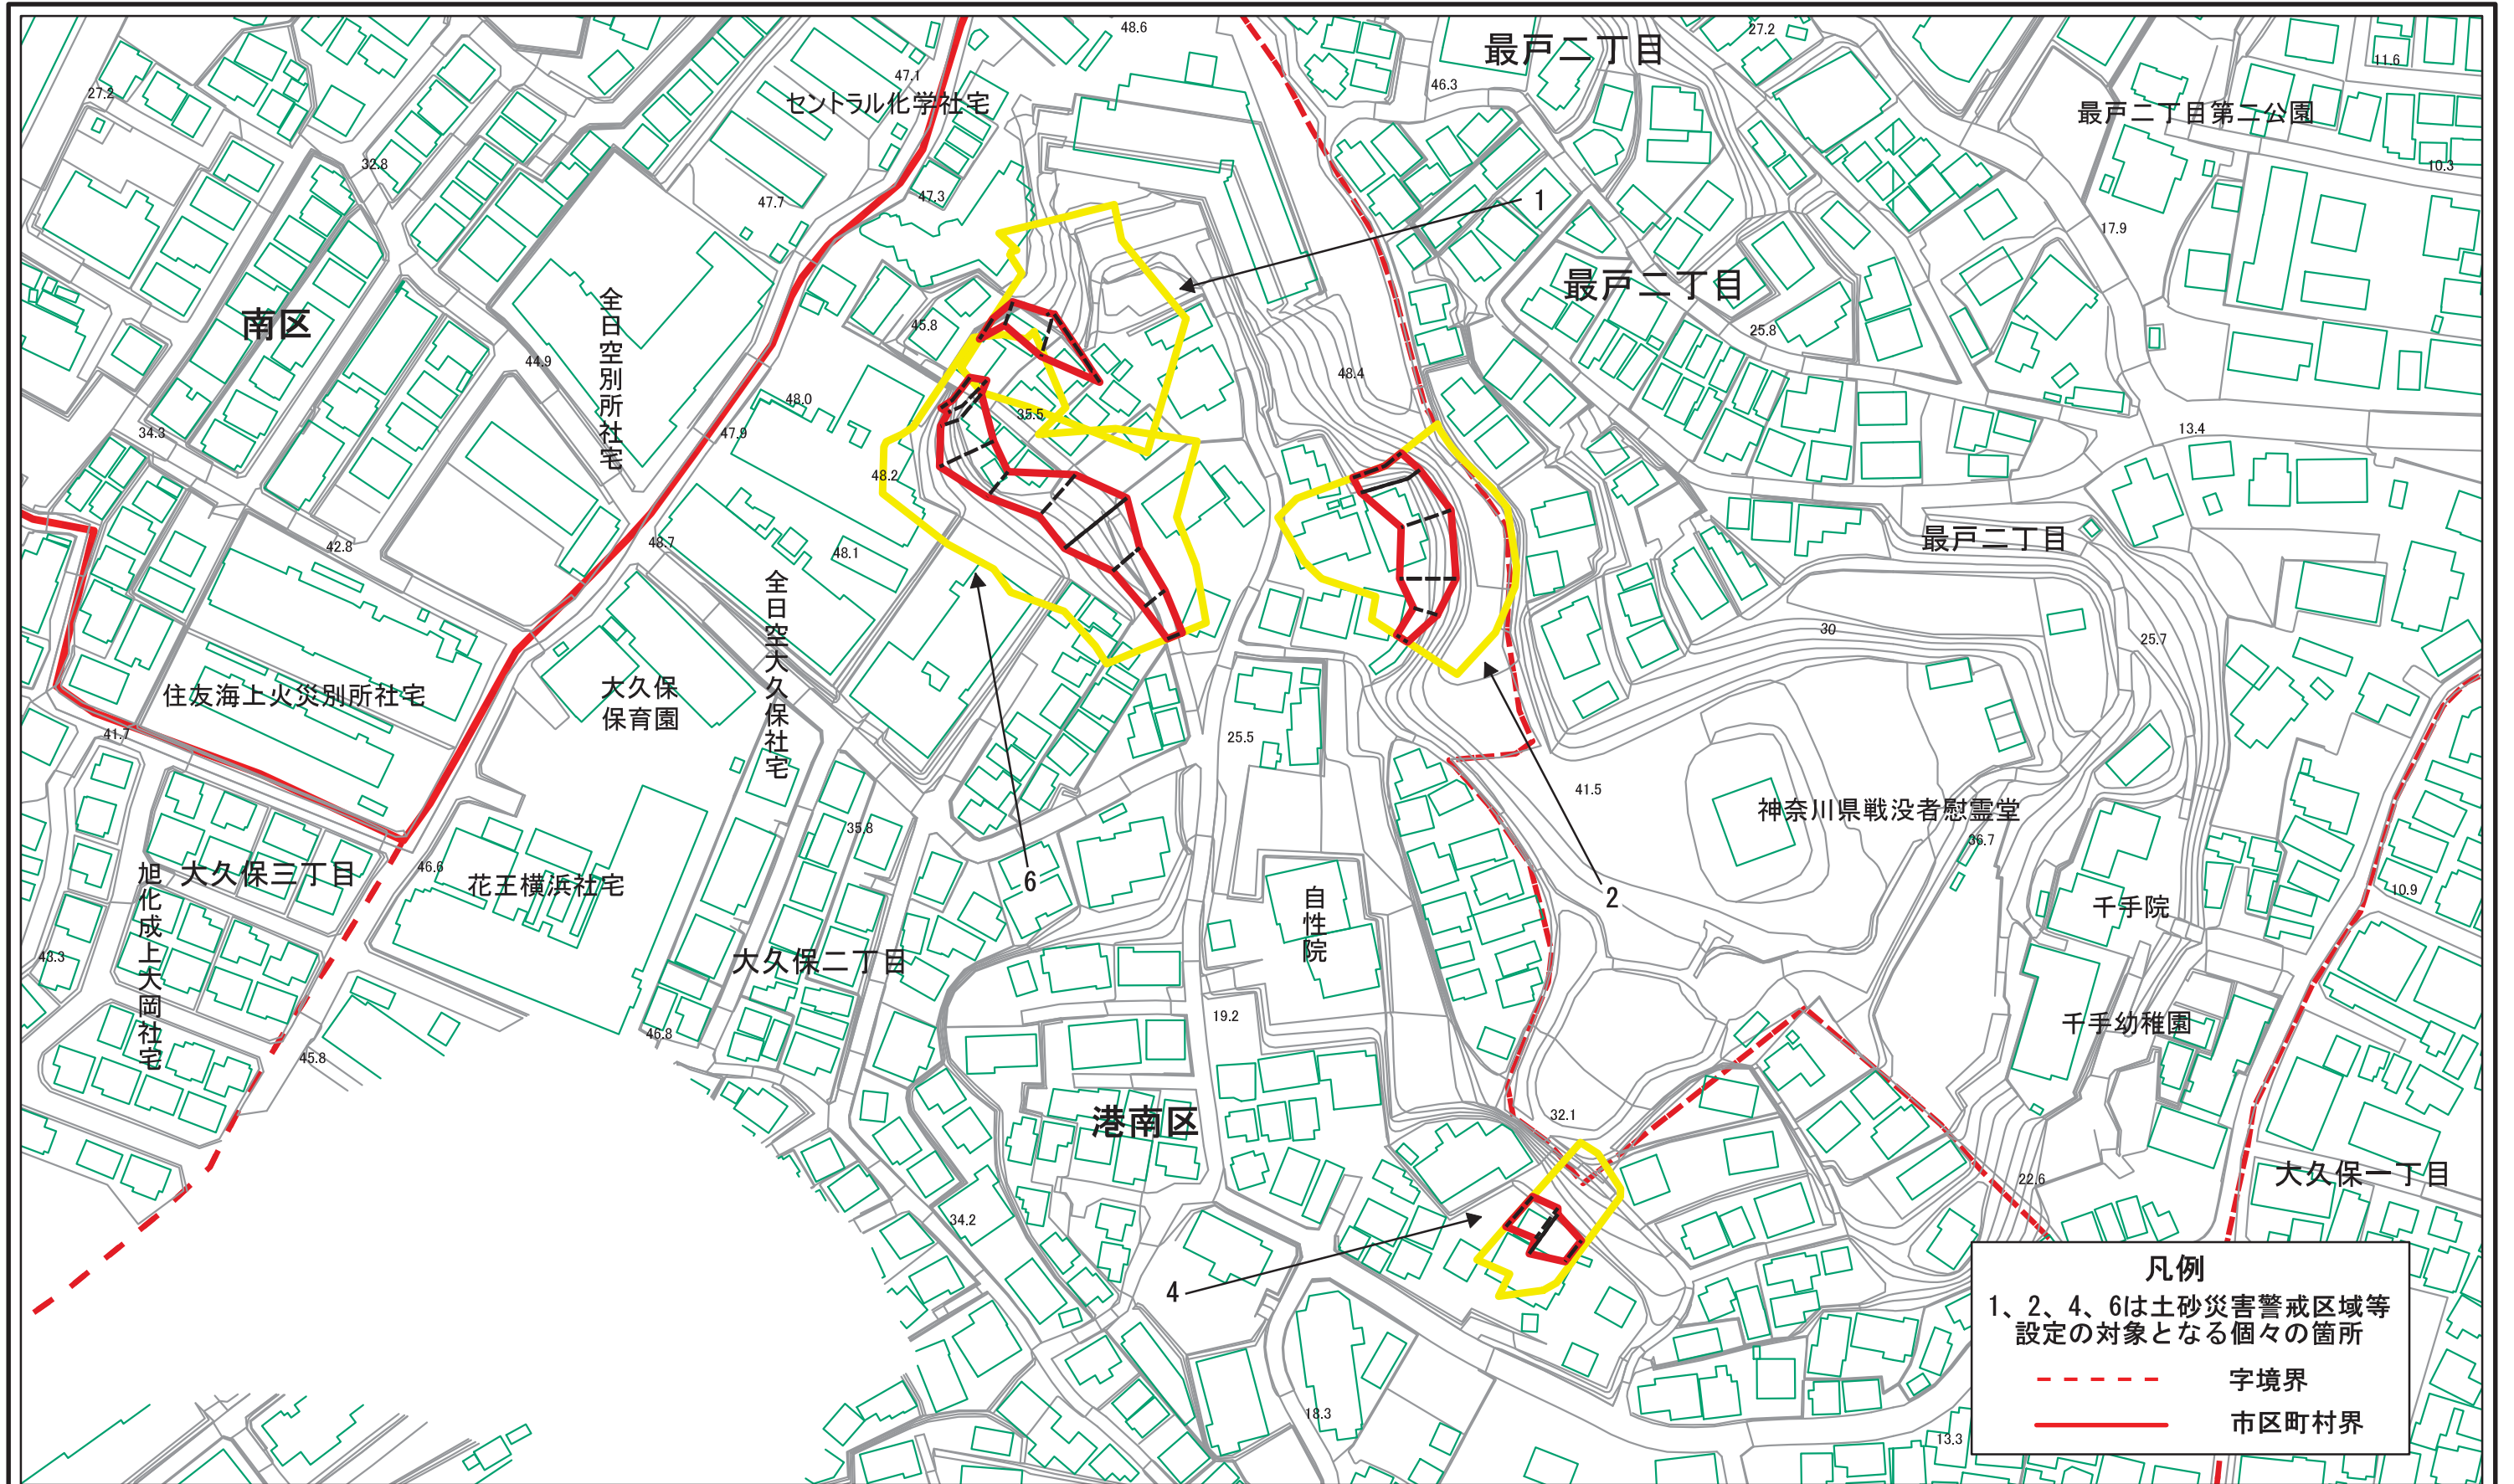 48.6
27.2
最戸二丁目
11.6
47.1
46.3
27.2
セントラル化学社宅
最戸二丁目第二公園
32.8
10.3
47.7
47.3
1
17.9
最戸二丁目
全日空別所社宅
南区
45.8
25.8
44.9
48.4
48.0
35.5
34.3
47.9
13.4
48.2
最戸二丁目
42.8
48.7
48.1
全日空大久保社宅
30
25.7
住友海上火災別所社宅
大久保
保育園
41.7
25.5
41.5
神奈川県戦没者慰霊堂
35.8
36.7
46.6
旭化成上大岡社宅
大久保三丁目
花王横浜社宅
6
2
自性院
10.9
千手院
43.3
大久保二丁目
19.2
千手幼稚園
46.8
45.8
港南区
32.1
大久保一丁目
22.6
34.2
4
18.3
13.3
凡例
1、2、4、6は土砂災害警戒区域等
設定の対象となる個々の箇所
字境界
市区町村界